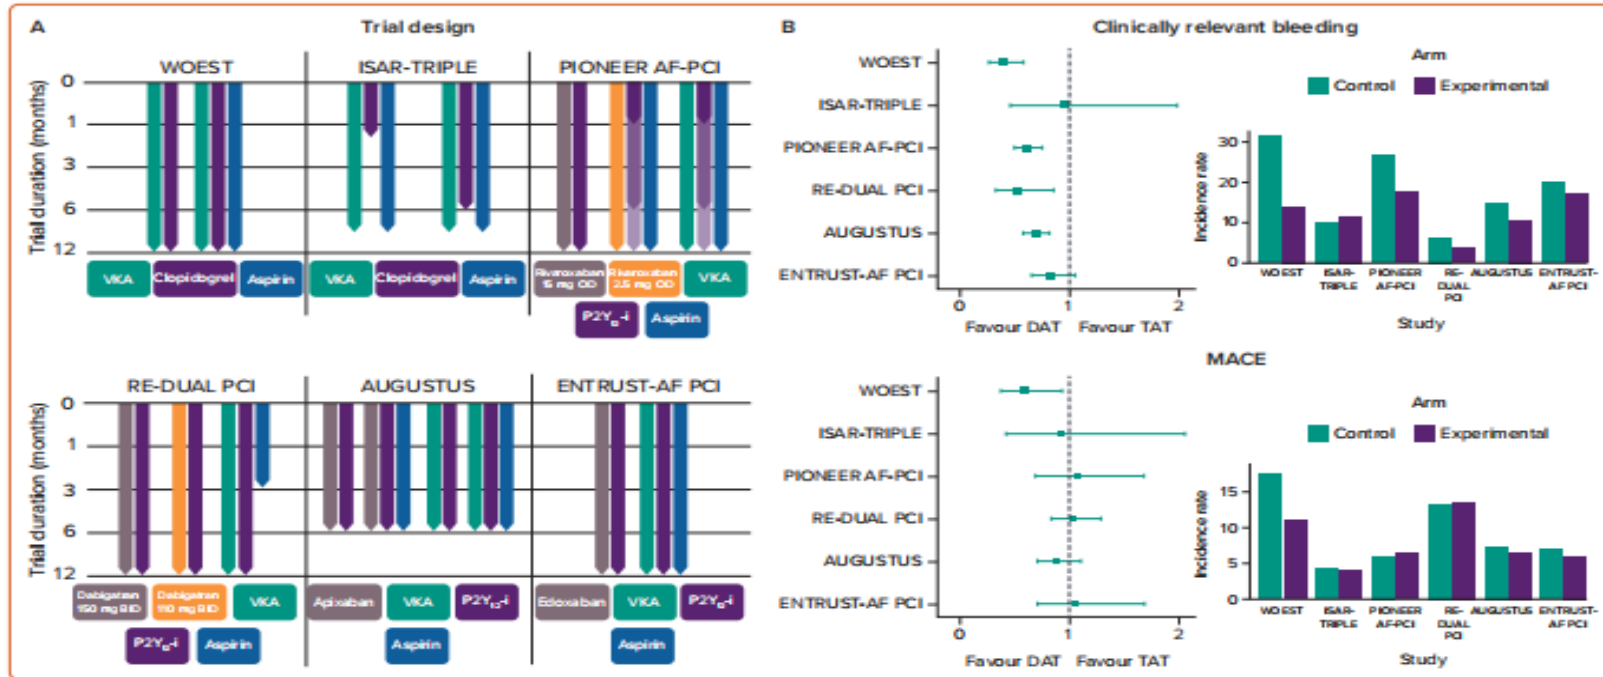 A
Trial design
WOEST
ISAR-TRIPLE
PIONEER AF-PCI
Trial duration (months)
0
1
3
6
12
VKA
Clopidogrel
Aspirin
VKA
Clopidogrel
Aspirin
Rivaroxaban 15 mg OD
Rivaroxaban 2.5 mg OD
VKA
P2Y12-i
Aspirin
RE-DUAL PCI
AUGUSTUS
ENTRUST-AF PCI
Trial duration (months)
0
1
3
6
12
Dabigatran 150 mg BID
Dabigatran 110 mg BID
VKA
P2Y12-i
Aspirin
Apixaban
VKA
P2Y12-i
Aspirin
Edoxaban
VKA
P2Y12-i
Aspirin
B
Clinically relevant bleeding
WOEST
ISAR-TRIPLE
PIONEER AF-PCI
RE-DUAL PCI
AUGUSTUS
ENTRUST-AF PCI
0
1
2
Favour DAT
Favour TAT
Arm
Control
Experimental
Incidence rate
30
20
10
0
WOEST
ISAR-TRIPLE
PIONEER AF-PCI
RE-DUAL PCI
AUGUSTUS
ENTRUST-AF PCI
Study
MACE
WOEST
ISAR-TRIPLE
PIONEER AF-PCI
RE-DUAL PCI
AUGUSTUS
ENTRUST-AF PCI
0
1
2
Favour DAT
Favour TAT
Arm
Control
Experimental
Incidence rate
15
10
5
0
WOEST
ISAR-TRIPLE
PIONEER AF-PCI
RE-DUAL PCI
AUGUSTUS
ENTRUST-AF PCI
Study